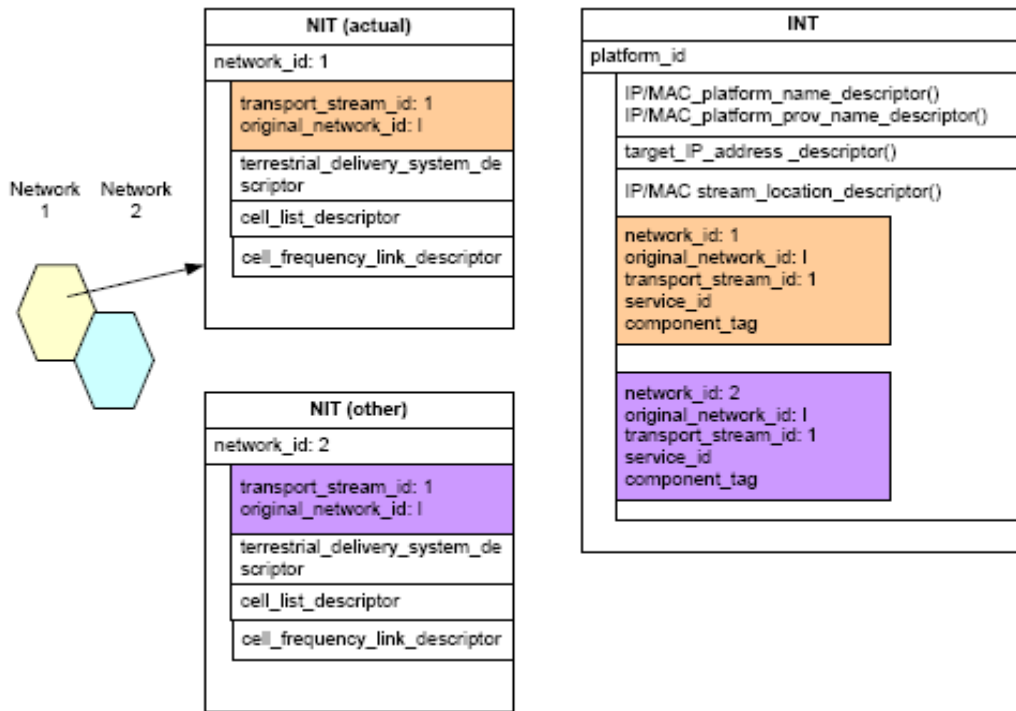 Network Network
1 2
NIT (actual)
network_id: 1
transport_stream_id: 1
original_network_id: I
terrestrial_delivery_system_de
scriptor
cell_list_descriptor
cell_frequency_link_descriptor
NIT (other)
network_id: 2
transport_stream_id: 1
original_network_id: I
terrestrial_delivery_system_de
scriptor
cell_list_descriptor
cell_frequency_link_descriptor
INT
platform_id
IP/MAC_platform_name_descriptor()
IP/MAC_platform_prov_name_descriptor()
target_IP_address _descriptor()
IP/MAC stream_location_descriptor()
network_id: 1
original_network_id: I
transport_stream_id: 1
service_id
component_tag
network_id: 2
original_network_id: I
transport_stream_id: 1
service_id
component_tag